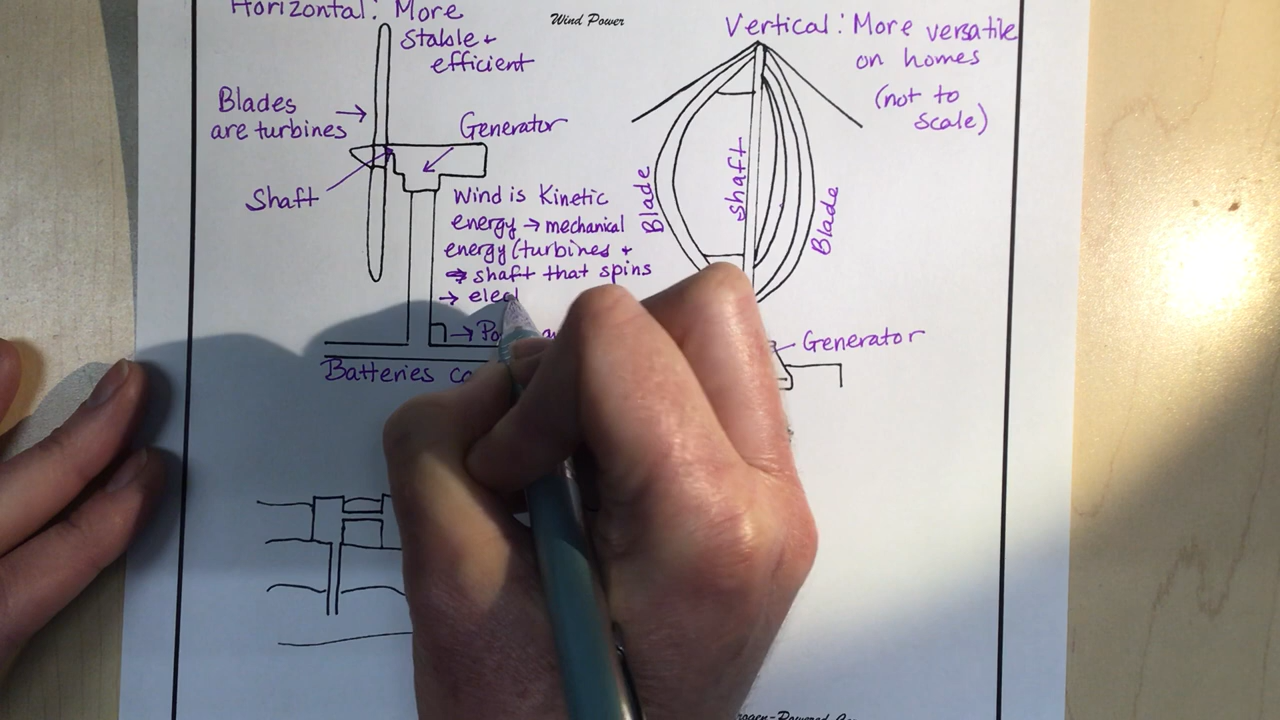 Wind Power
Horizontal: More
Stable +
efficient
Blades
are turbines
Generator
Shaft
Wind is Kinetic
energy → mechanical
energy (turbines +
→ shaft that spins
→ elec
→
Batteries
Vertical: More versatile
on homes
(not to
scale)
Blade
shaft
Blade
Generator